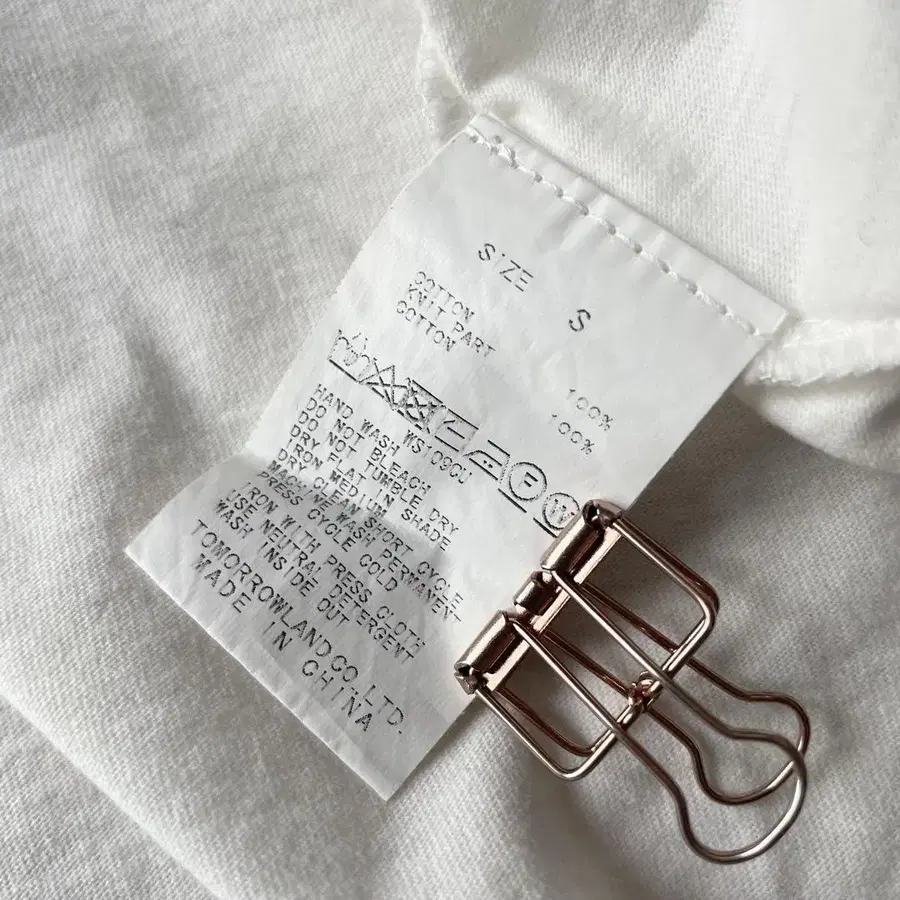 SIZE S
COTTON 100%
KNIT PART
COTTON 100%
HAND WASH WS109CU
DO NOT BLEACH
DO NOT TUMBLE DRY
DRY FLAT IN SHADE
IRON MEDIUM
DRY CLEAN SHORT CYCLE
MACHINE WASH PERMANENT
PRESS CYCLE COLD
IRON WITH PRESS CLOTH
USE NEUTRAL DETERGENT
WASH INSIDE OUT
TOMORROWLAND CO.,LTD.
MADE IN CHINA
F
W